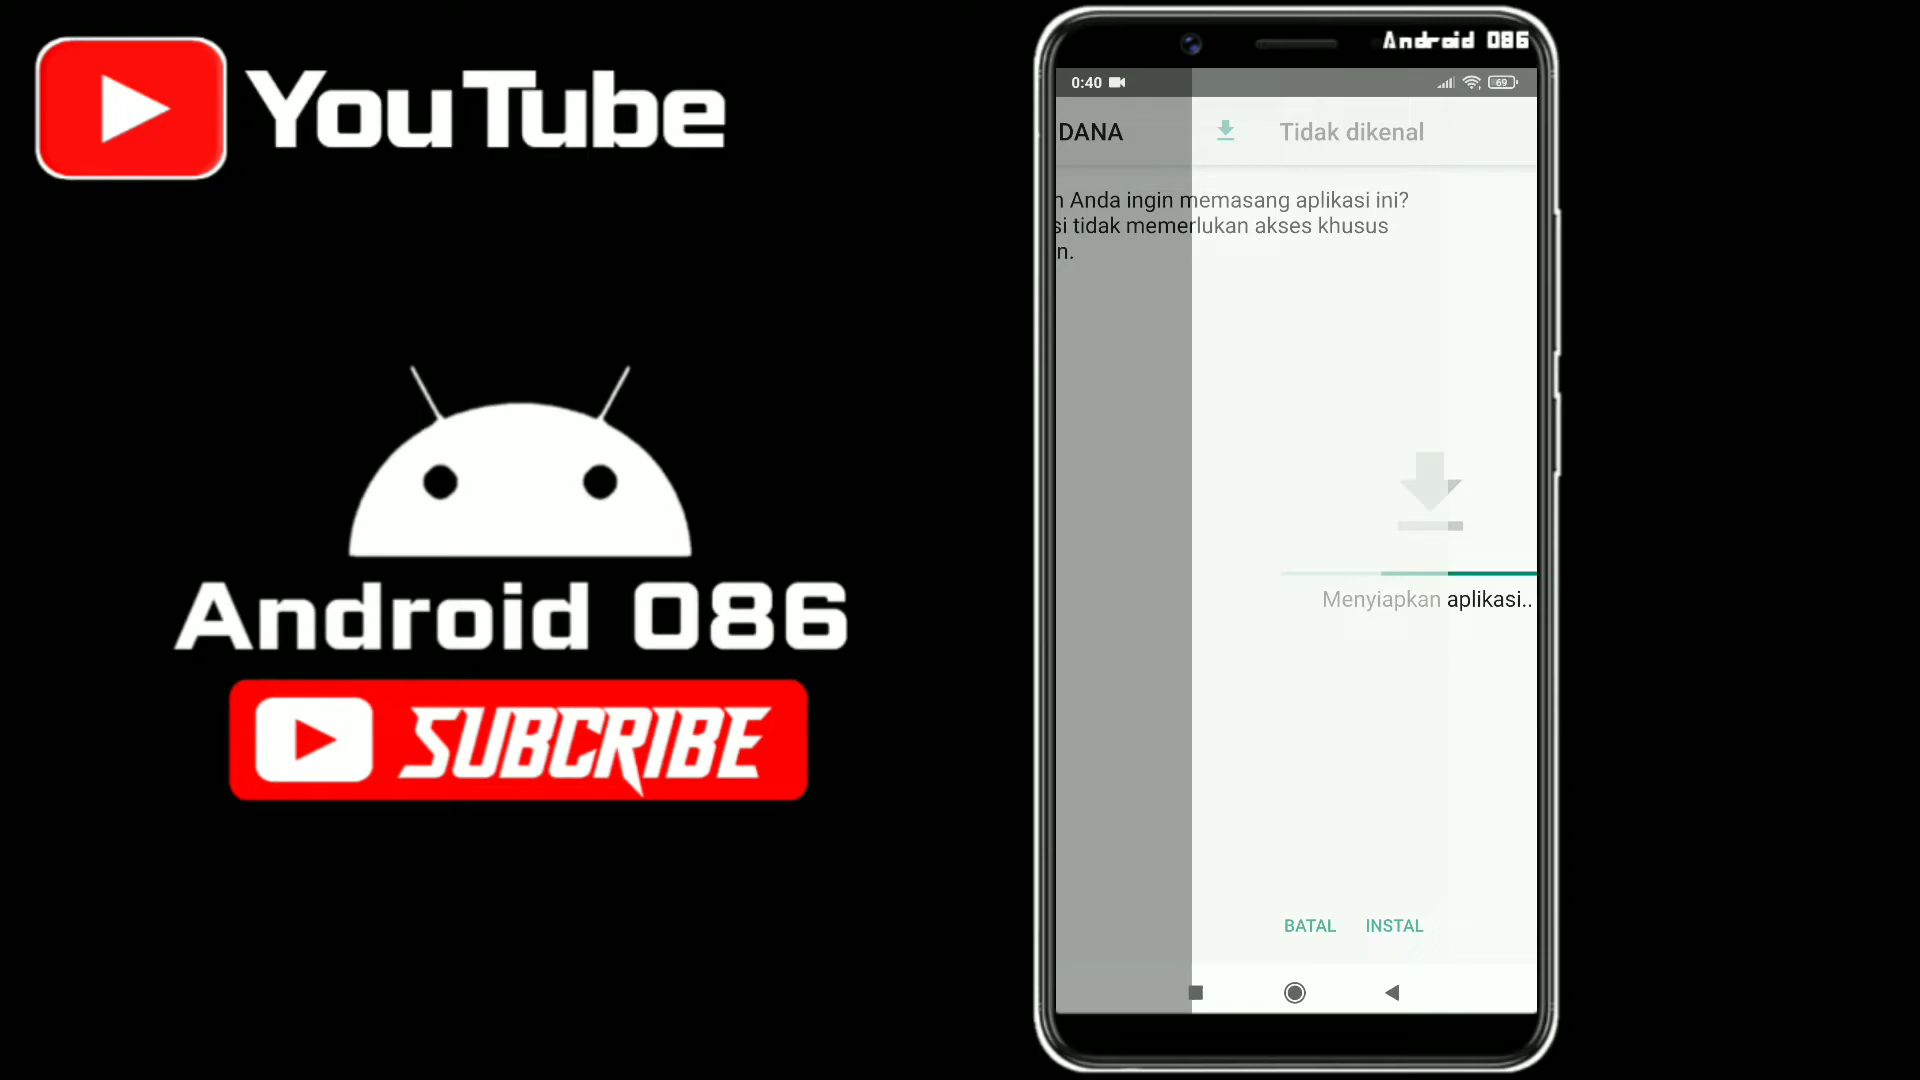 YouTube
Android 086
SUBCRIBE
Android 086
0:40
69
DANA
Tidak dikenal
Anda ingin memasang aplikasi ini?
si tidak memerlukan akses khusus
n.
Menyiapkan aplikasi..
BATAL INSTAL